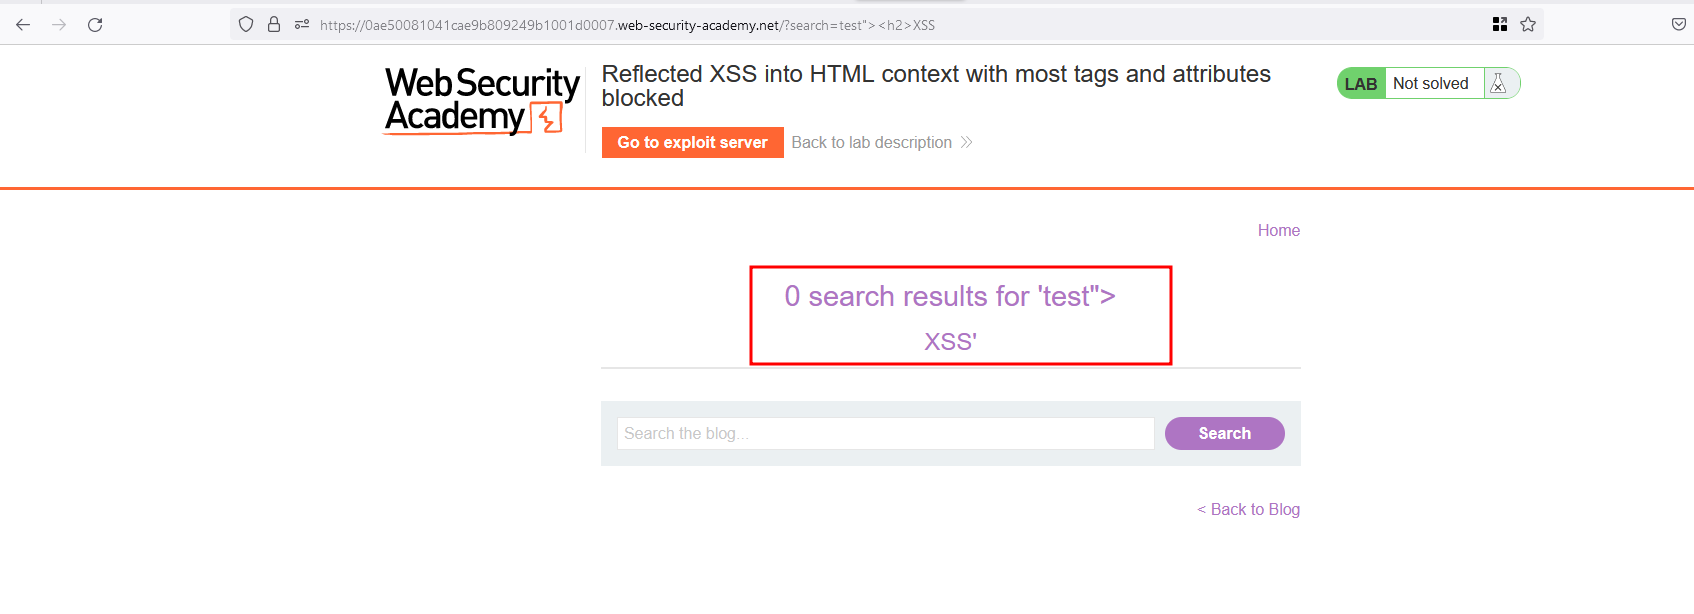 https://0ae50081041cae9b809249b1001d0007.web-security-academy.net/?search=test"><h2>XSS
Web Security
Academy
Reflected XSS into HTML context with most tags and attributes
blocked
Go to exploit server
Back to lab description
LAB
Not solved
Home
0 search results for 'test">
XSS'
Search the blog...
Search
< Back to Blog